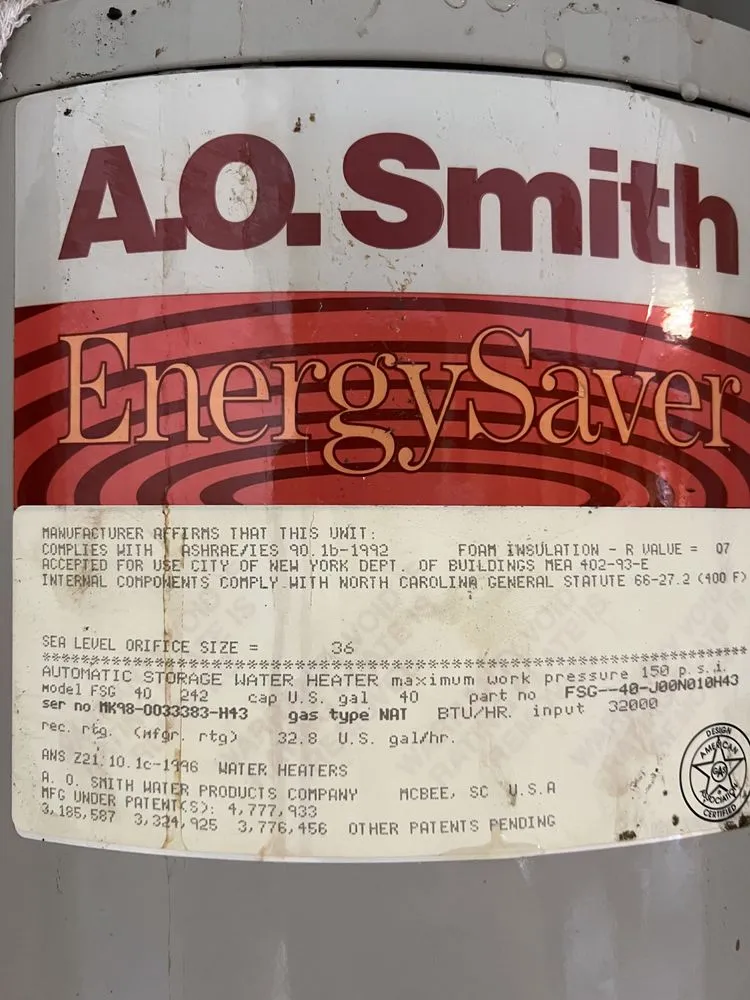 A.O. Smith
EnergySaver
MANUFACTURER AFFIRMS THAT THIS UNIT:
COMPLIES WITH ASHRAE/IES 90.1b-1992 FOAM INSULATION - R VALUE = 07
ACCEPTED FOR USE CITY OF NEW YORK DEPT. OF BUILDINGS MEA 402-93-E
INTERNAL COMPONENTS COMPLY WITH NORTH CAROLINA GENERAL STATUTE 66-27.2 (400 F)
SEA LEVEL ORIFICE SIZE = 36
AUTOMATIC STORAGE WATER HEATER maximum work pressure 150 p.s.i.
model FSG 40 242 cap U.S. gal 40 part no FSG--40-J00N010H43
ser no MK98-0033383-H43 gas type NAT BTU/HR. input 32000
rec. rtg. (mfgr. rtg) 32.8 U.S. gal/hr.
ANS Z21.10.1c-1996 WATER HEATERS
A. O. SMITH WATER PRODUCTS COMPANY MCBEE, SC U.S.A
MFG UNDER PATENT(S): 4,777,933
3,185,587 3,324,925 3,776,456 OTHER PATENTS PENDING
DESIGN
AMERICAN
GAS
ASSOCIATION
CERTIFIED